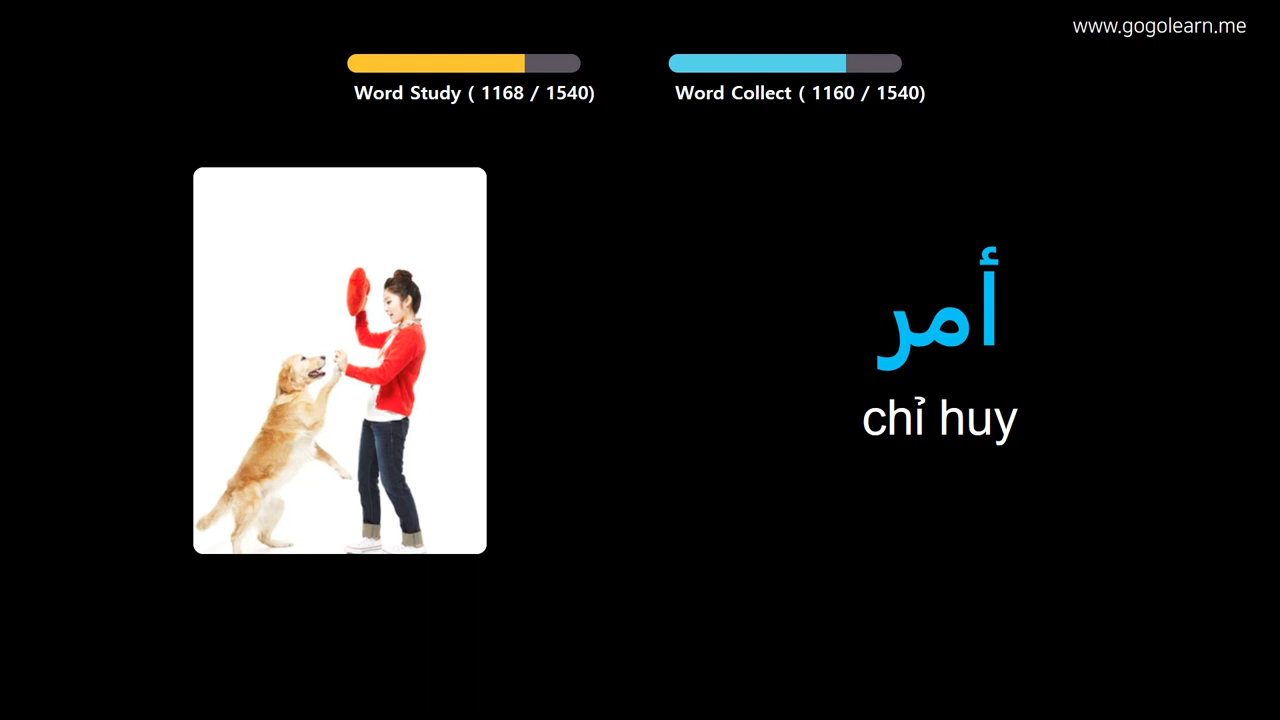 www.gogolearn.me
Word Study ( 1168 / 1540)
Word Collect ( 1160 / 1540)
أمر
chỉ huy